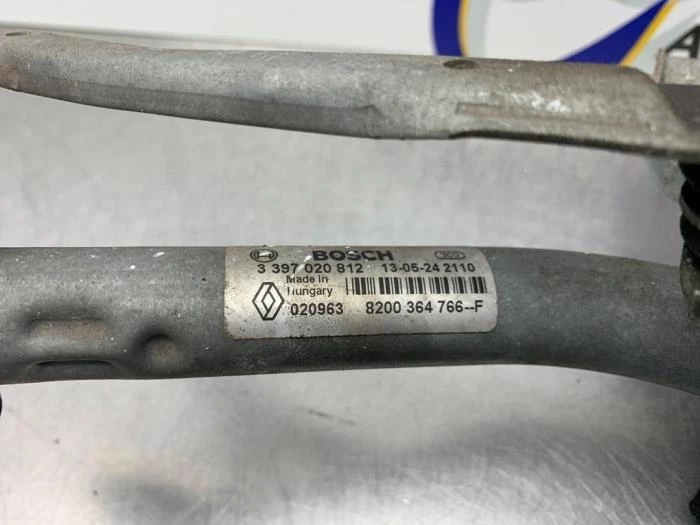 BOSCH
3 397 020 812 13-05-24 2110
Made in
Hungary
020963 8200 364 766--F